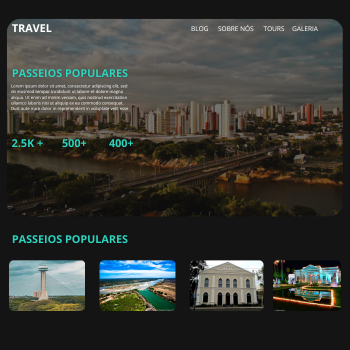 TRAVEL
BLOG SOBRE NÓS TOURS GALERIA
PASSEIOS POPULARES
Lorem ipsum dolor sit amet, consectetur adipiscing elit, sed
do eiusmod tempor incididunt ut labore et dolore magna
aliqua. Ut enim ad minim veniam, quis nostrud exercitation
ullamco laboris nisi ut aliquip ex ea commodo consequat.
Duis aute irure dolor in reprehenderit in voluptate velit esse
2.5K + 500+ 400+
PASSEIOS POPULARES